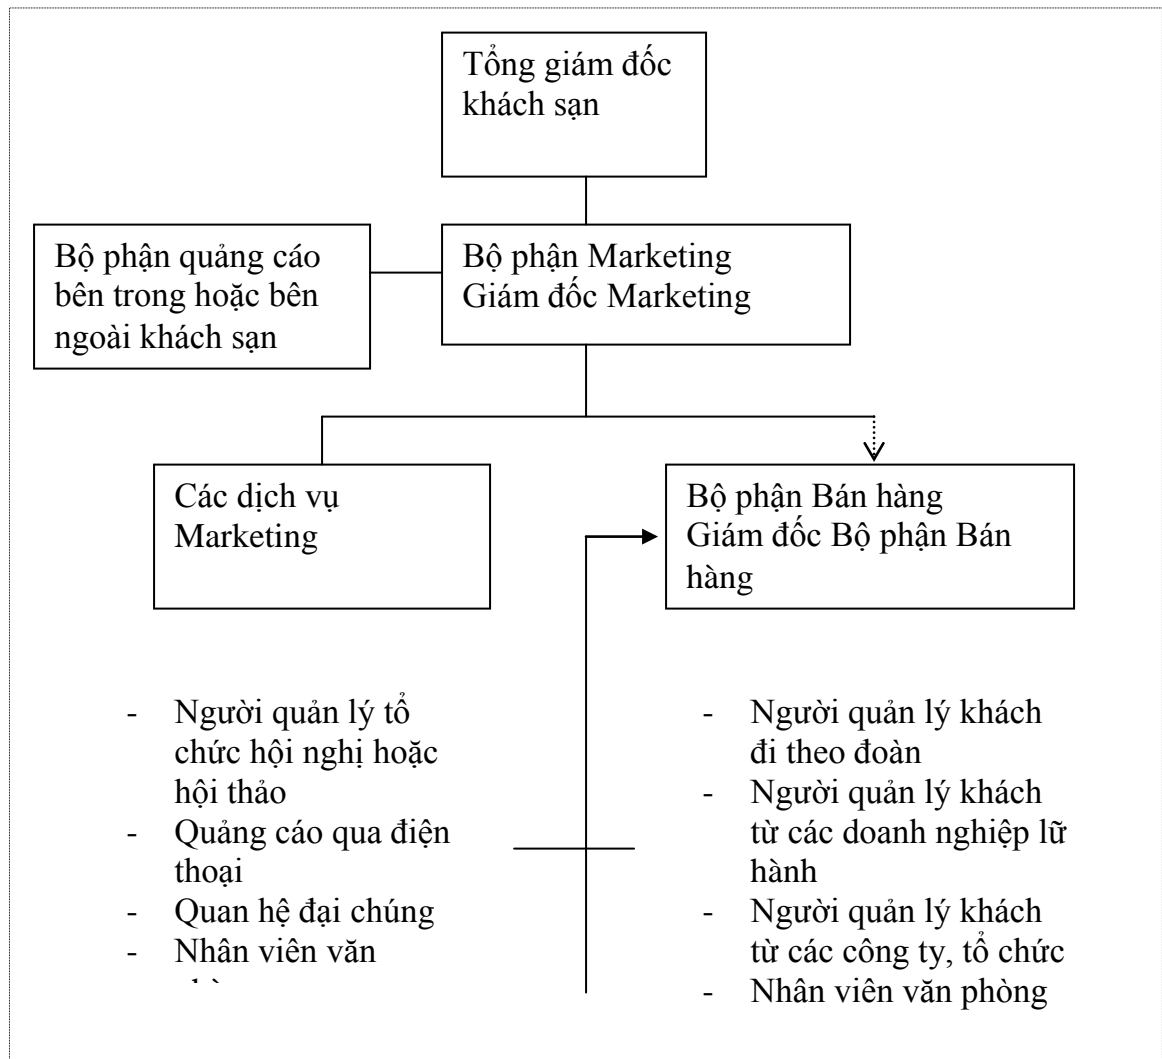 Tổng giám đốc
khách sạn
Bộ phận quảng cáo
bên trong hoặc bên
ngoài khách sạn
Bộ phận Marketing
Giám đốc Marketing
Các dịch vụ
Marketing
Bộ phận Bán hàng
Giám đốc Bộ phận Bán
hàng
- Người quản lý tổ
chức hội nghị hoặc
hội thảo
- Quảng cáo qua điện
thoại
- Quan hệ đại chúng
- Nhân viên văn
- Người quản lý khách
đi theo đoàn
- Người quản lý khách
từ các doanh nghiệp lữ
hành
- Người quản lý khách
từ các công ty, tổ chức
- Nhân viên văn phòng